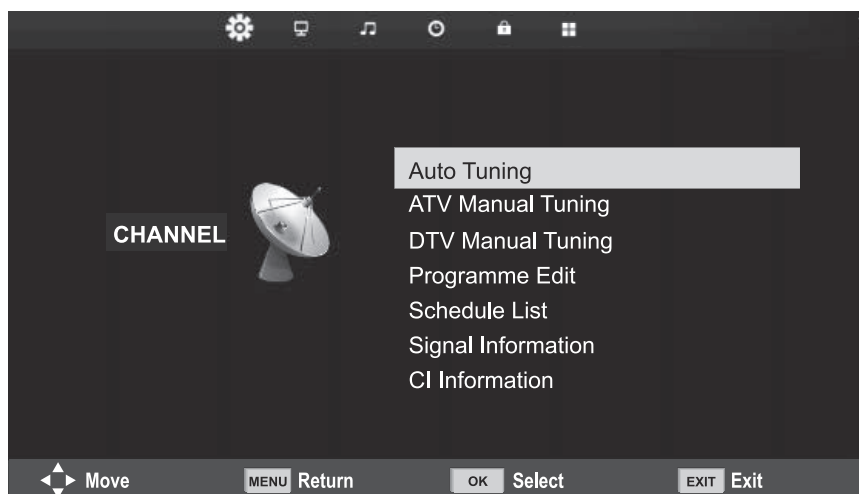 Auto Tuning
ATV Manual Tuning
CHANNEL
DTV Manual Tuning
Programme Edit
Schedule List
Signal Information
CI Information
Move MENU Return OK Select EXIT Exit